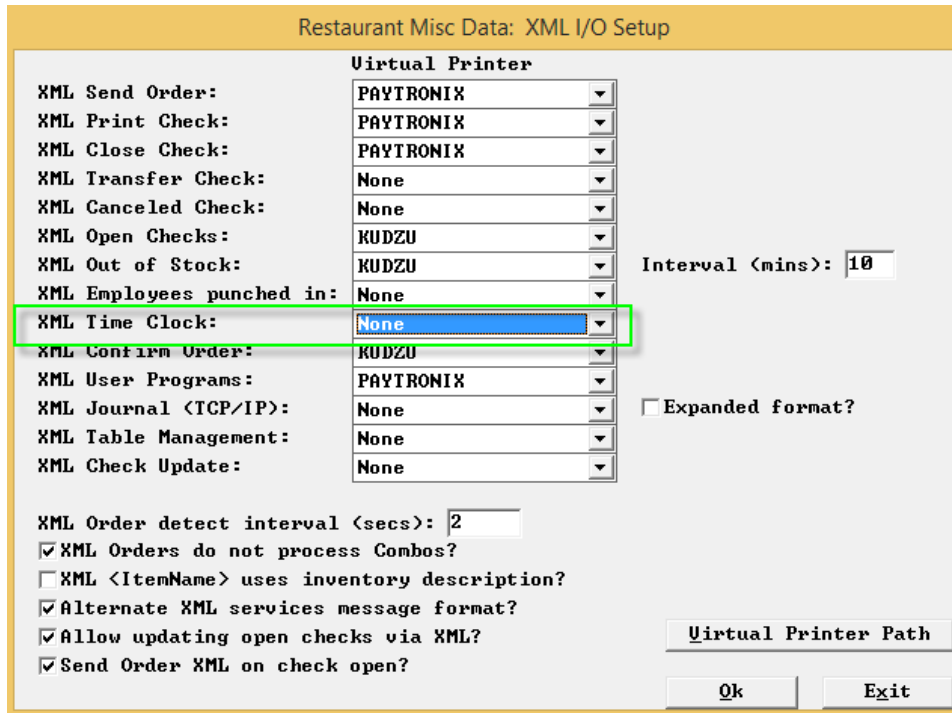 Restaurant Misc Data: XML I/O Setup
Virtual Printer
XML Send Order: PAYTRONIX
XML Print Check: PAYTRONIX
XML Close Check: PAYTRONIX
XML Transfer Check: None
XML Canceled Check: None
XML Open Checks: KUDZU
XML Out of Stock: KUDZU Interval (mins): 10
XML Employees punched in: None
XML Time Clock: None
XML Confirm Order: KUDZU
XML User Programs: PAYTRONIX
XML Journal (TCP/IP): None Expanded format?
XML Table Management: None
XML Check Update: None
XML Order detect interval (secs): 2
XML Orders do not process Combos?
XML <ItemName> uses inventory description?
Alternate XML services message format?
Allow updating open checks via XML? Virtual Printer Path
Send Order XML on check open?
Ok Exit